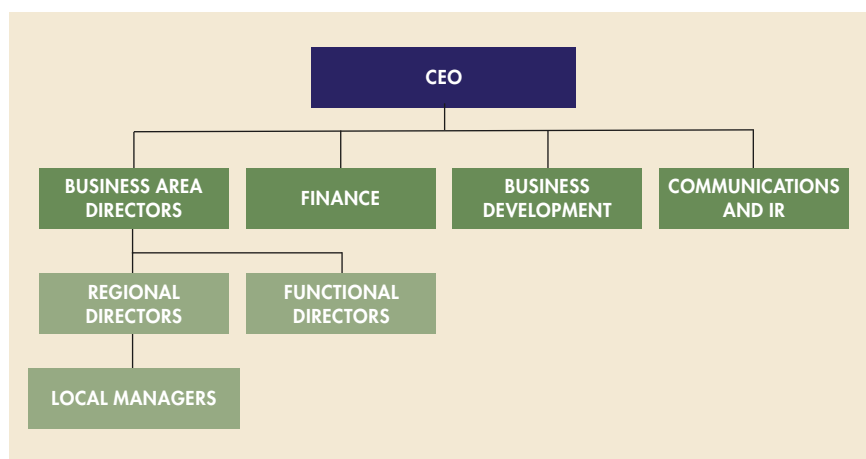 CEO
BUSINESS AREA
DIRECTORS
FINANCE
BUSINESS
DEVELOPMENT
COMMUNICATIONS
AND IR
REGIONAL
DIRECTORS
FUNCTIONAL
DIRECTORS
LOCAL MANAGERS